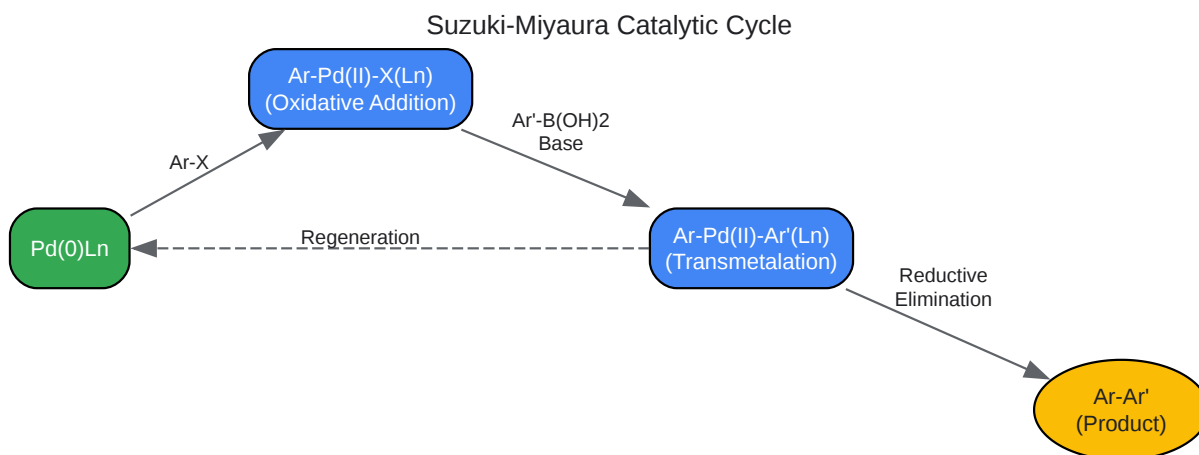 Suzuki-Miyaura Catalytic Cycle
Ar-Pd(II)-X(Ln)
(Oxidative Addition)
Ar'-B(OH)2
Base
Ar-X
Pd(0)Ln
Regeneration
Ar-Pd(II)-Ar'(Ln)
(Transmetalation)
Reductive
Elimination
Ar-Ar'
(Product)